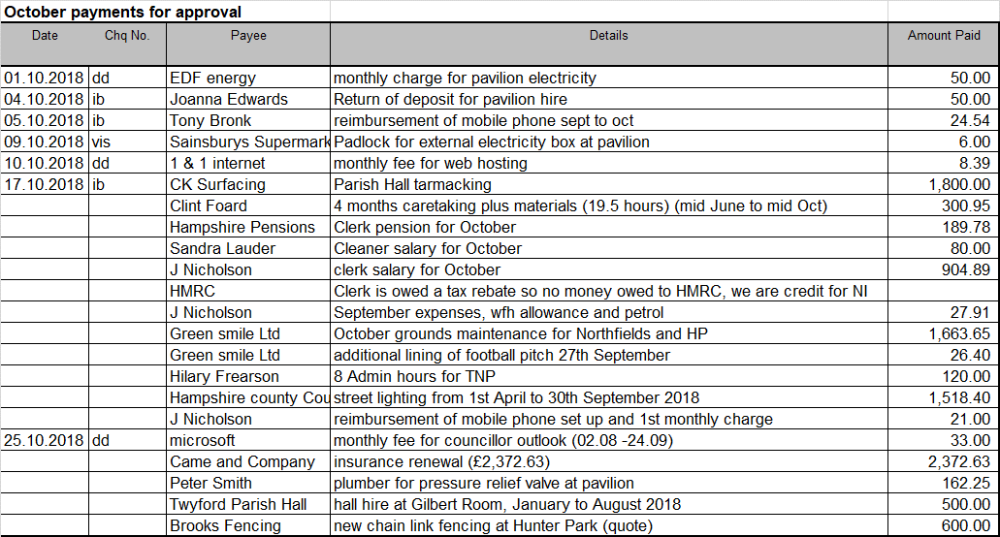 October payments for approval
Date Chq No. Payee Details Amount Paid
01.10.2018 dd EDF energy monthly charge for pavilion electricity 50.00
04.10.2018 ib Joanna Edwards Return of deposit for pavilion hire 50.00
05.10.2018 ib Tony Bronk reimbursement of mobile phone sept to oct 24.54
09.10.2018 vis Sainsburys Supermark Padlock for external electricity box at pavilion 6.00
10.10.2018 dd 1 & 1 internet monthly fee for web hosting 8.39
17.10.2018 ib CK Surfacing Parish Hall tarmacking 1,800.00
Clint Foard 4 months caretaking plus materials (19.5 hours) (mid June to mid Oct) 300.95
Hampshire Pensions Clerk pension for October 189.78
Sandra Lauder Cleaner salary for October 80.00
J Nicholson clerk salary for October 904.89
HMRC Clerk is owed a tax rebate so no money owed to HMRC, we are credit for NI
J Nicholson September expenses, wfh allowance and petrol 27.91
Green smile Ltd October grounds maintenance for Northfields and HP 1,663.65
Green smile Ltd additional lining of football pitch 27th September 26.40
Hilary Frearson 8 Admin hours for TNP 120.00
Hampshire county Cou street lighting from 1st April to 30th September 2018 1,518.40
J Nicholson reimbursement of mobile phone set up and 1st monthly charge 21.00
25.10.2018 dd microsoft monthly fee for councillor outlook (02.08 -24.09) 33.00
Came and Company insurance renewal (£2,372.63) 2,372.63
Peter Smith plumber for pressure relief valve at pavilion 162.25
Twyford Parish Hall hall hire at Gilbert Room, January to August 2018 500.00
Brooks Fencing new chain link fencing at Hunter Park (quote) 600.00